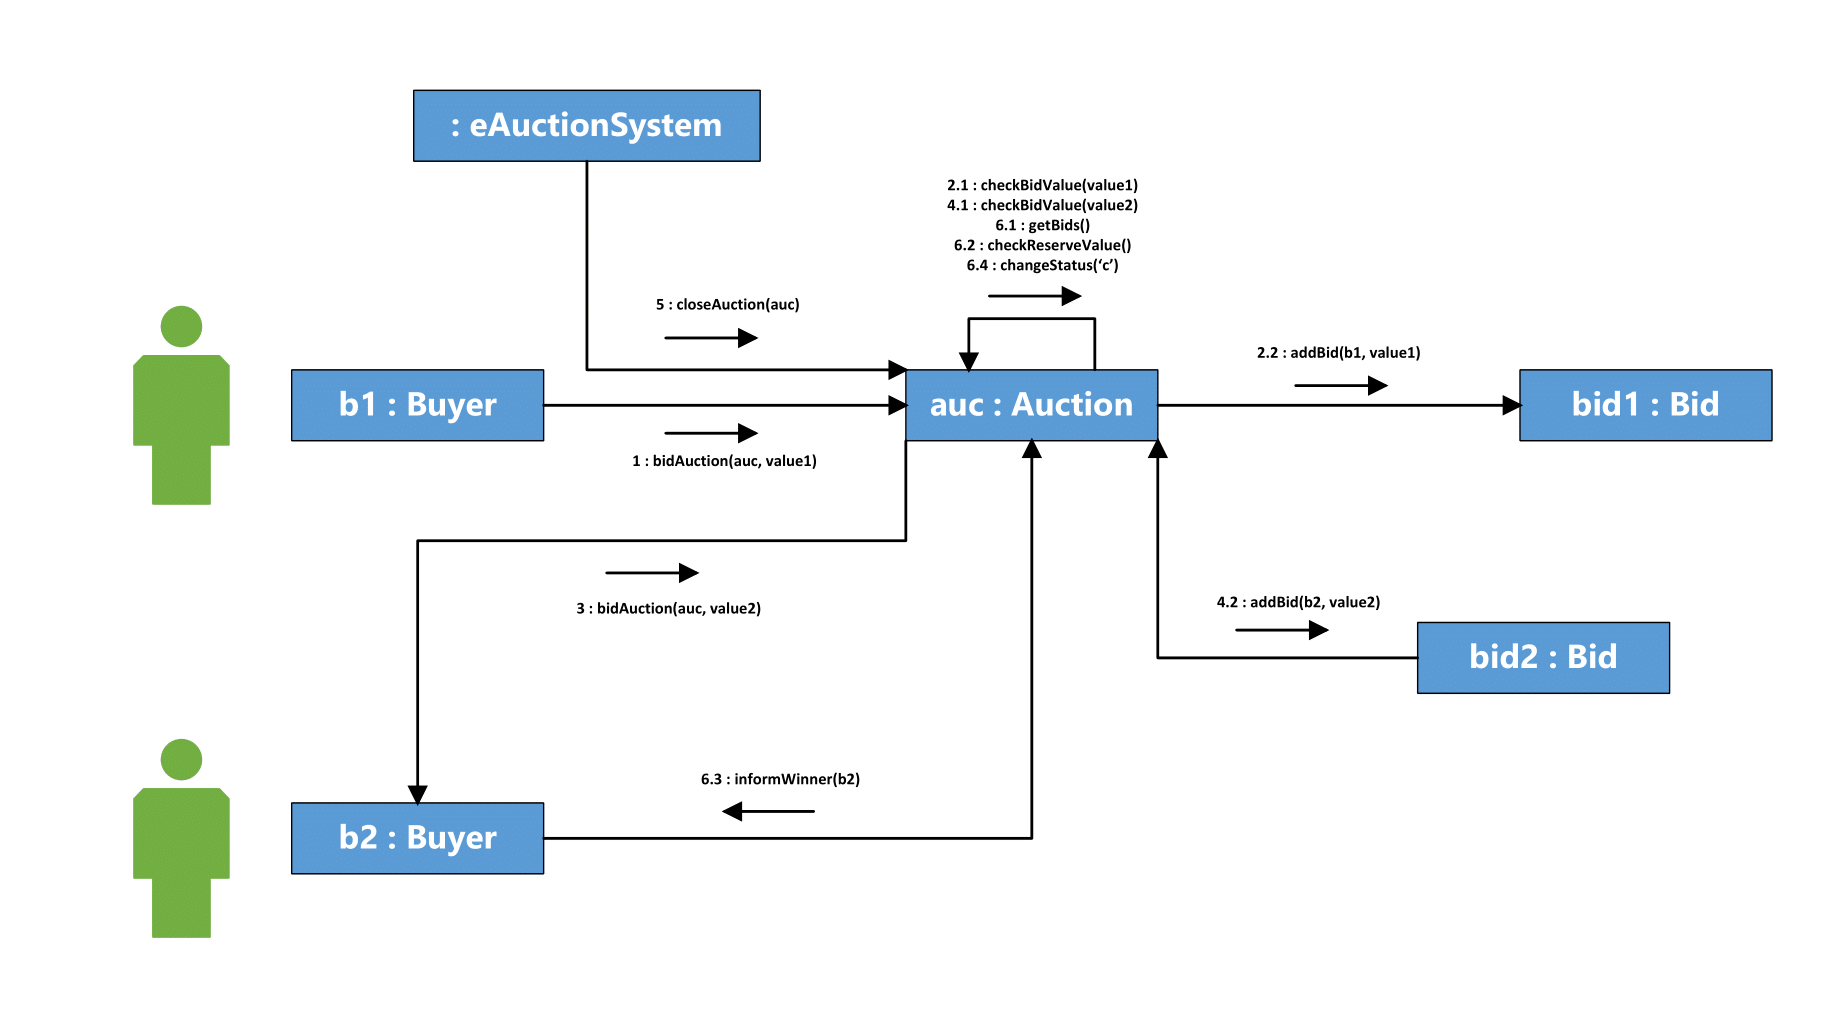 : eAuctionSystem
2.1 : checkBidValue(value1)
4.1 : checkBidValue(value2)
6.1 : getBids()
6.2 : checkReserveValue()
6.4 : changeStatus(‘c’)
5 : closeAuction(auc)
2.2 : addBid(b1, value1)
b1 : Buyer
auc : Auction
bid1 : Bid
1 : bidAuction(auc, value1)
3 : bidAuction(auc, value2)
4.2 : addBid(b2, value2)
bid2 : Bid
6.3 : informWinner(b2)
b2 : Buyer